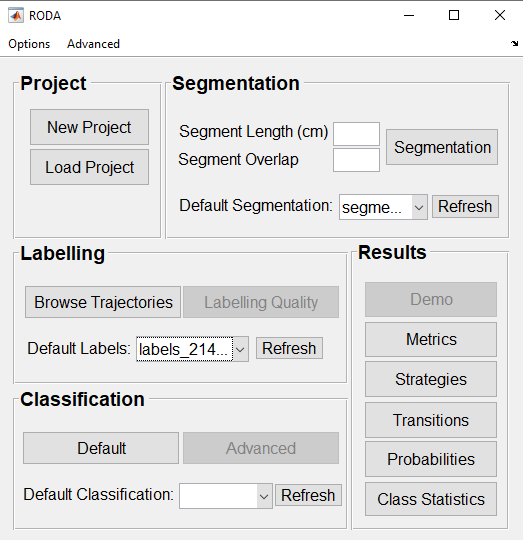 RODA
Options Advanced
Project
New Project
Load Project
Segmentation
Segment Length (cm)
Segment Overlap
Segmentation
Default Segmentation: segme... Refresh
Labelling
Browse Trajectories Labelling Quality
Default Labels: labels_214... Refresh
Classification
Default Advanced
Default Classification: Refresh
Results
Demo
Metrics
Strategies
Transitions
Probabilities
Class Statistics